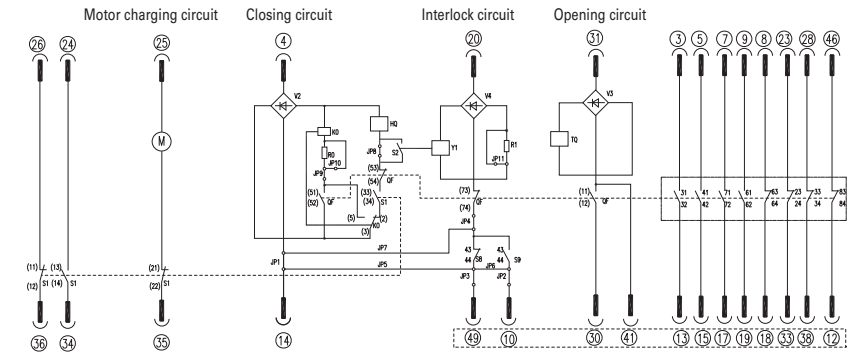 Motor charging circuit Closing circuit Interlock circuit Opening circuit
26 24 25 4 20 31 3 5 7 9 8 23 28 46
V2 V4 V3
K0 HQ
M R0 JP10 JP8 S2 Y1 R1 JP11 TQ
JP9 (53)
(54) QF
(51) (52) QF (33) (34) S1 (73) (74) QF (11) (12) QF 31 32 41 42 71 72 61 62 63 64 23 24 33 34 83 84
(5) (2) K0 (3) JP4
JP7 43 44 S8 43 44 S9
JP1 JP5 JP6
(11) (12) S1 (13) (14) S1 (21) (22) S1 JP3 JP2
36 34 35 14 49 10 30 41 13 15 17 19 18 33 38 12